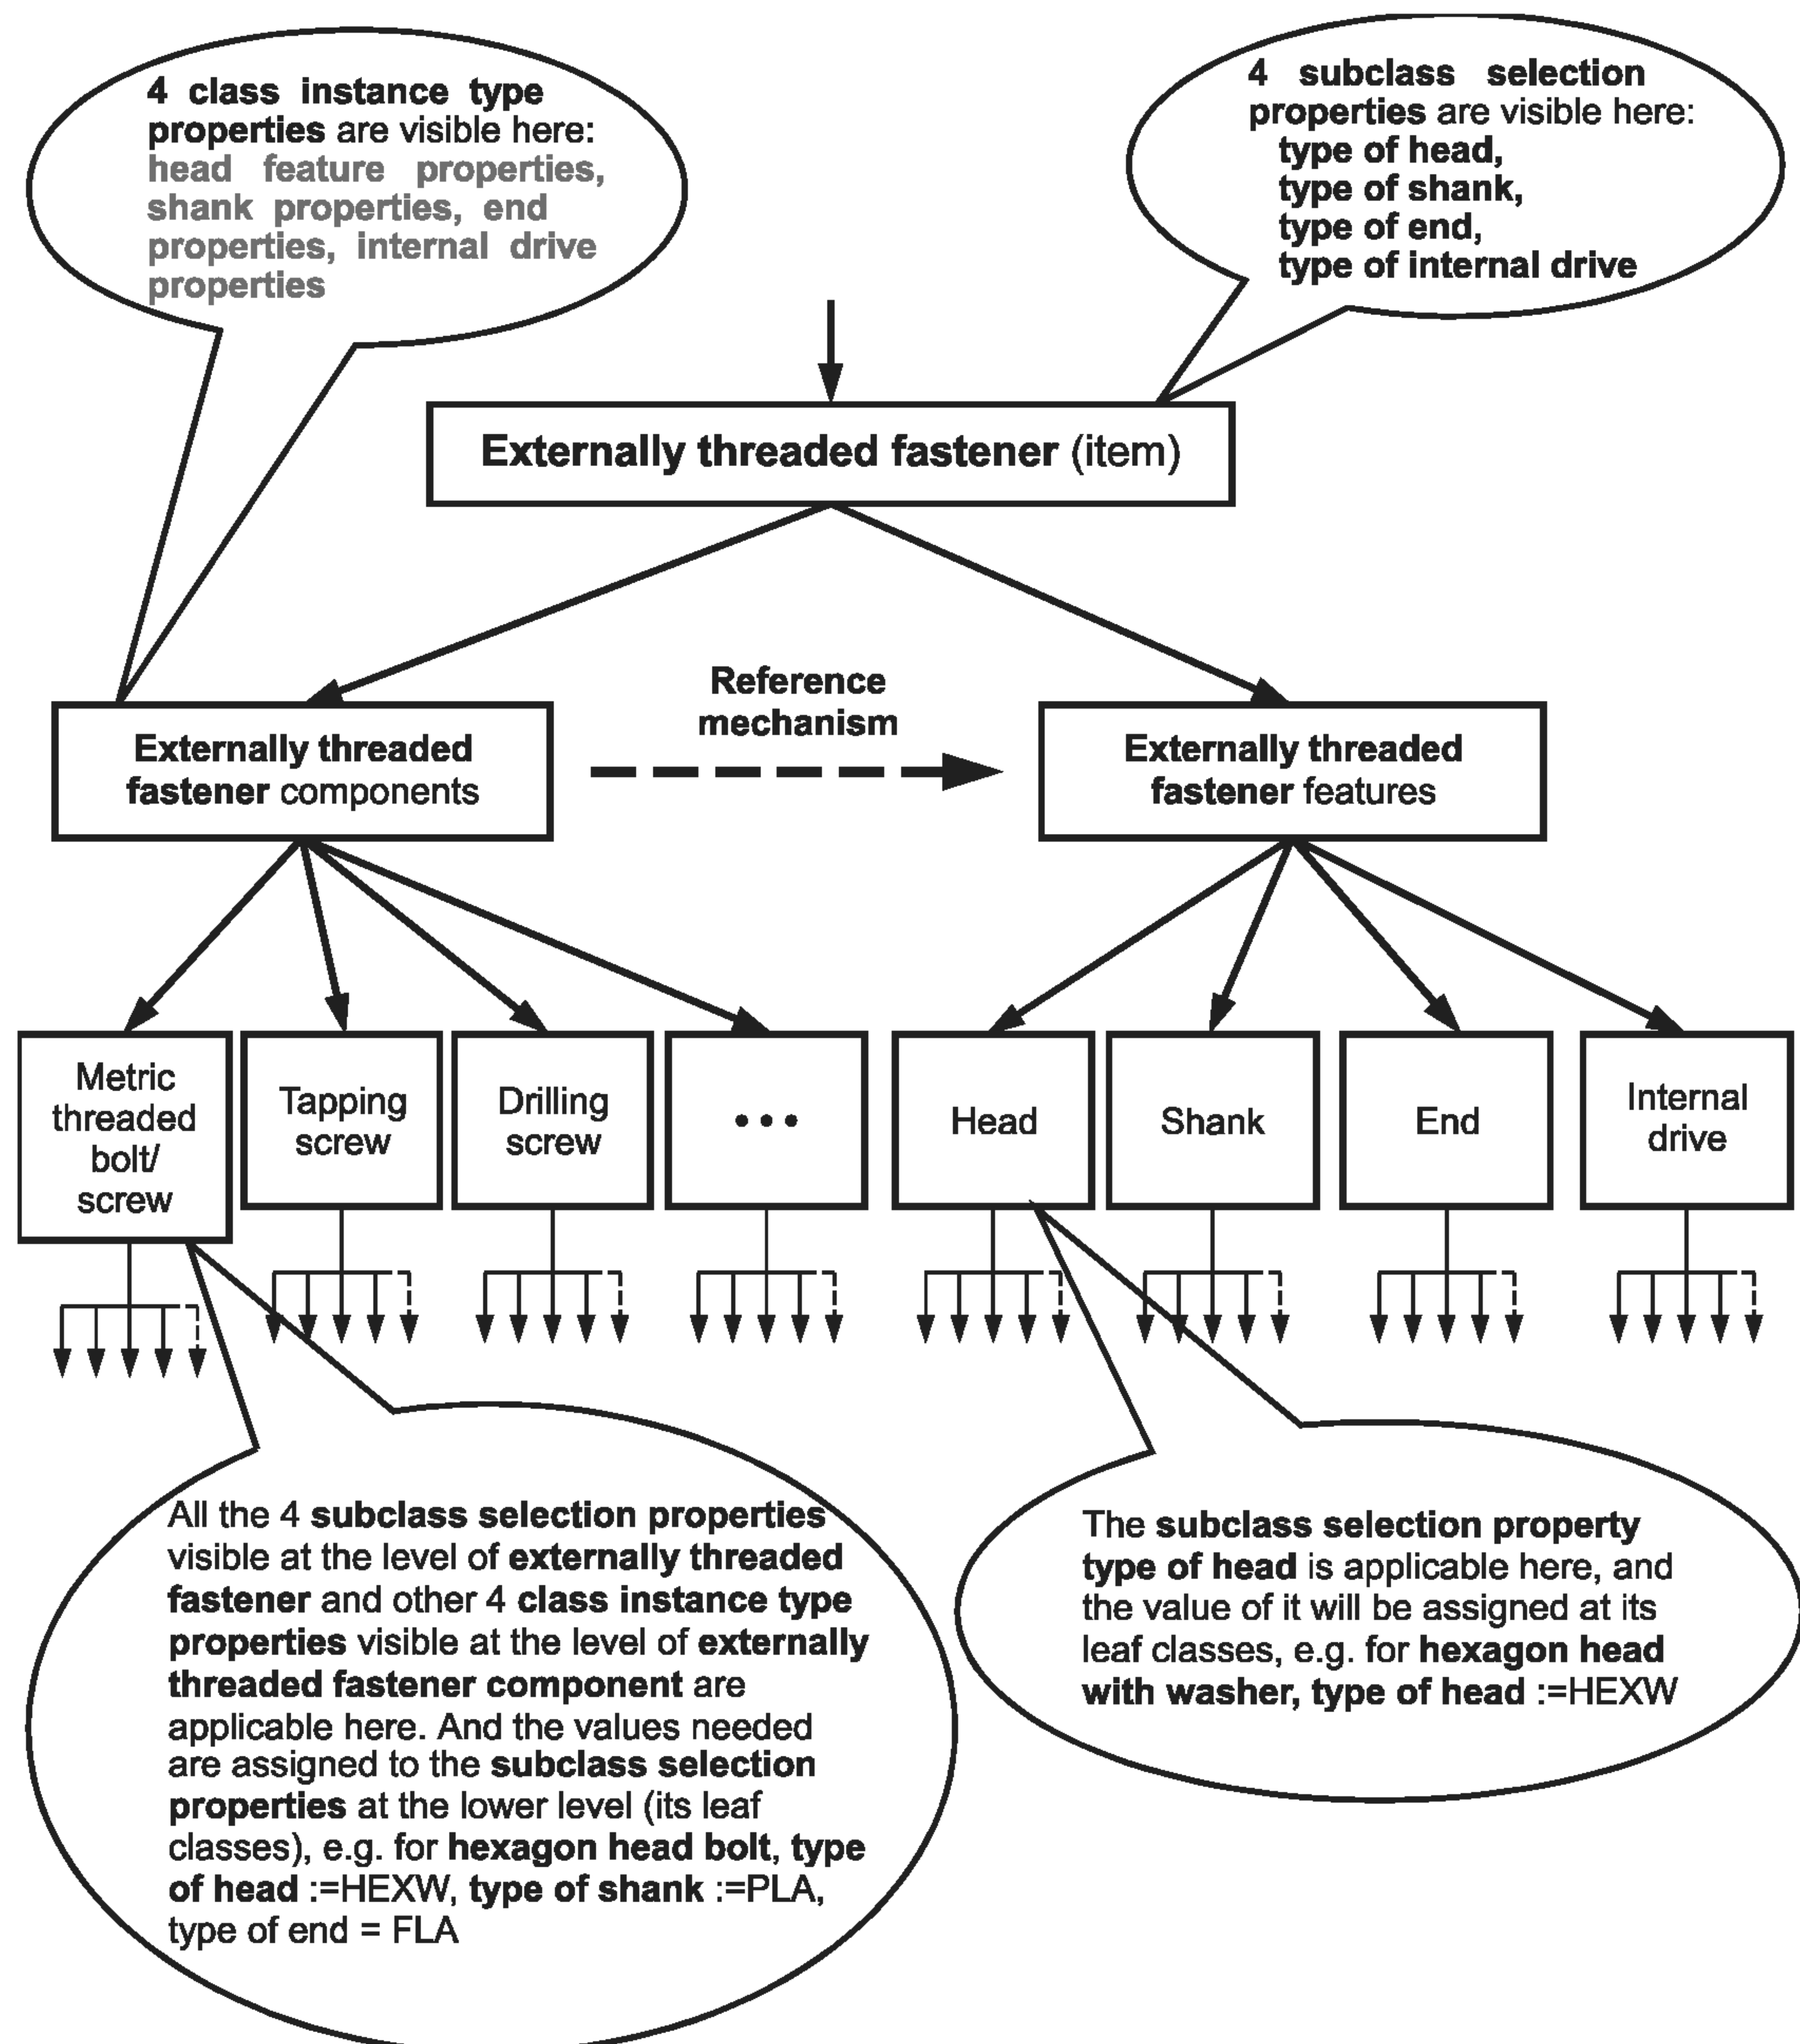 4 class instance type
properties are visible here:
head feature properties,
shank properties, end
properties, internal drive
properties
4 subclass selection
properties are visible here:
type of head,
type of shank,
type of end,
type of internal drive
Externally threaded fastener (item)
Reference
mechanism
Externally threaded
fastener components
Externally threaded
fastener features
Metric
threaded
bolt/
screw
Tapping
screw
Drilling
screw
•••
Head
Shank
End
Internal
drive
All the 4 subclass selection properties
visible at the level of externally threaded
fastener and other 4 class instance type
properties visible at the level of externally
threaded fastener component are
applicable here. And the values needed
are assigned to the subclass selection
properties at the lower level (its leaf
classes), e.g. for hexagon head bolt, type
of head :=HEXW, type of shank :=PLA,
type of end = FLA
The subclass selection property
type of head is applicable here, and
the value of it will be assigned at its
leaf classes, e.g. for hexagon head
with washer, type of head :=HEXW